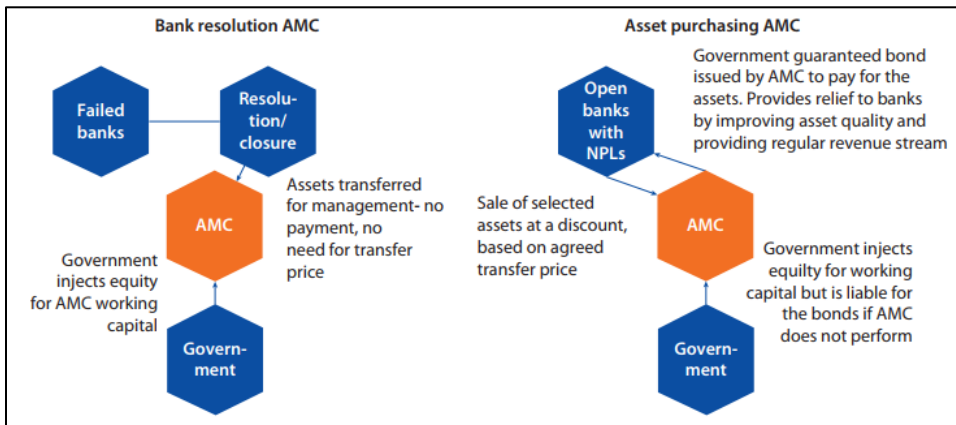 Bank resolution AMC
Failed
banks
Resolu-
tion/
closure
AMC
Assets transferred
for management- no
payment, no
need for transfer
price
Government
injects equity
for AMC working
capital
Govern-
ment
Asset purchasing AMC
Open
banks
with
NPLs
Government guaranteed bond
issued by AMC to pay for the
assets. Provides relief to banks
by improving asset quality and
providing regular revenue stream
Sale of selected
assets at a discount,
based on agreed
transfer price
AMC
Government injects
equility for working
capital but is liable for
the bonds if AMC
does not perform
Govern-
ment